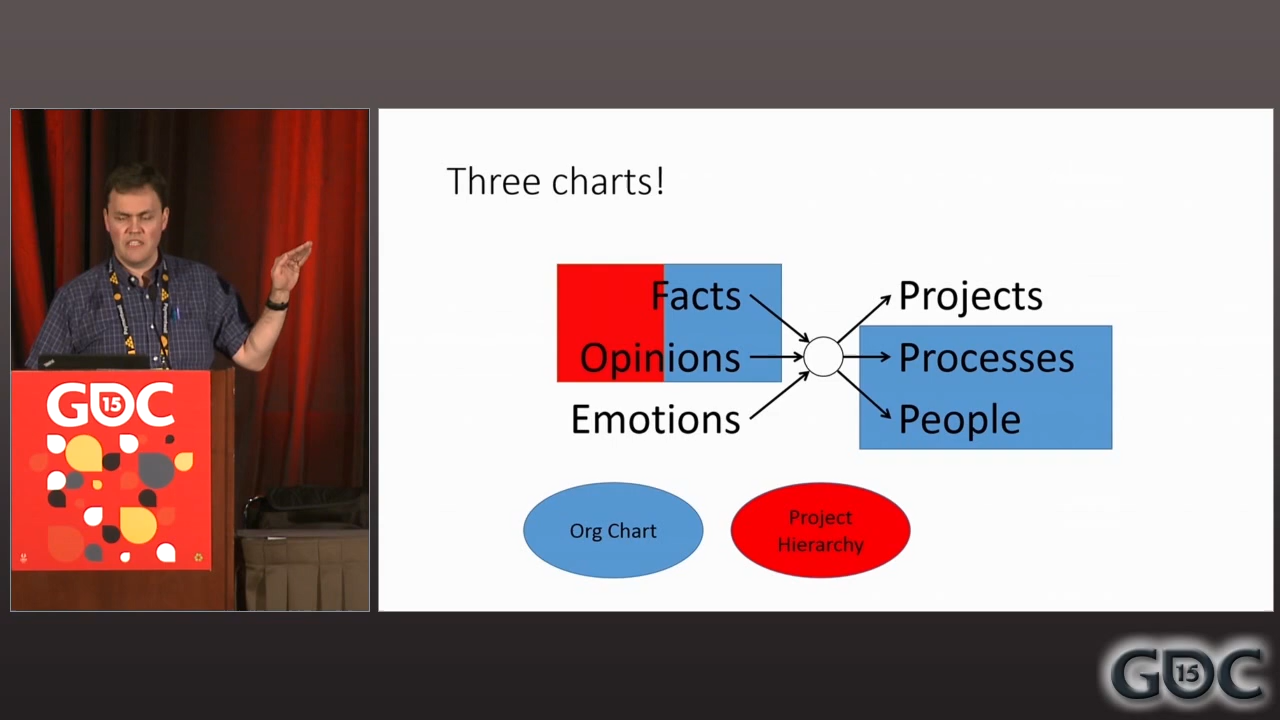 Three charts!
Facts
Projects
Opinions
Processes
Emotions
People
Org Chart
Project
Hierarchy
GDC
15
GDC
15